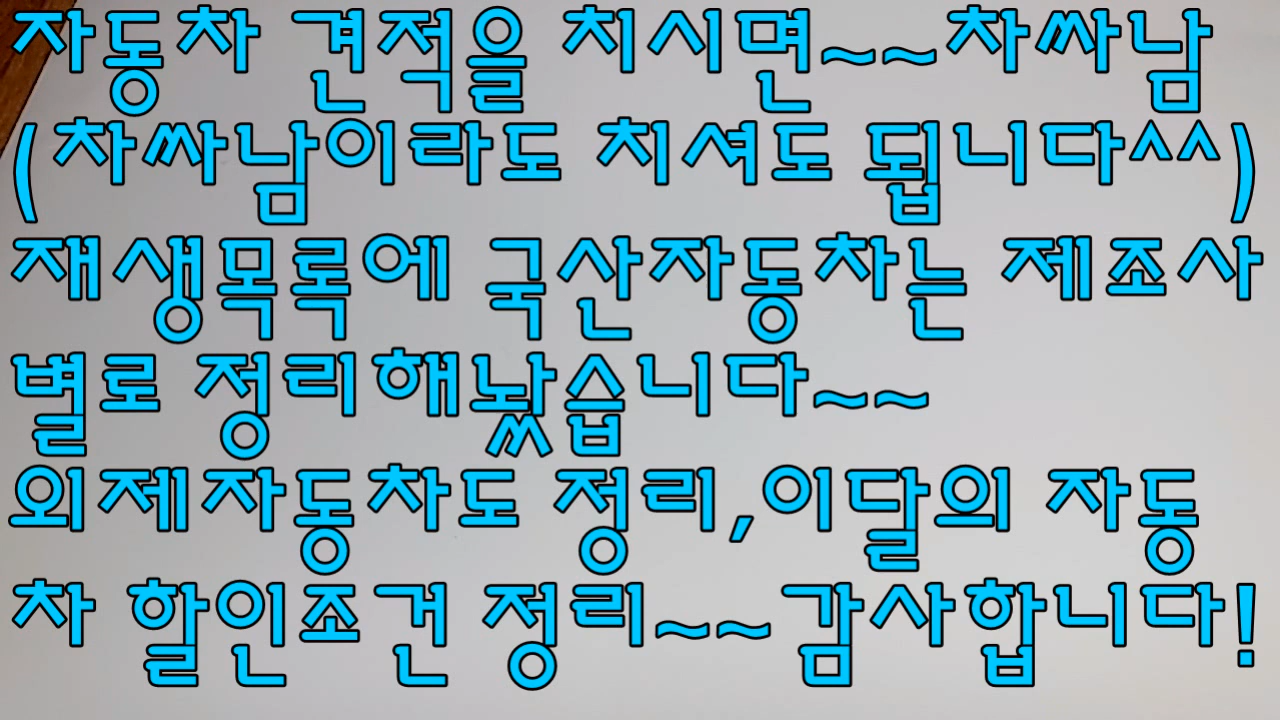 자동차 견적을 치시면~~차싸남
(차싸남이라도 치셔도 됩니다^^)
재생목록에 국산자동차는 제조사
별로 정리해놨습니다~~
외제자동차도 정리,이달의 자동
차 할인조건 정리~~감사합니다!